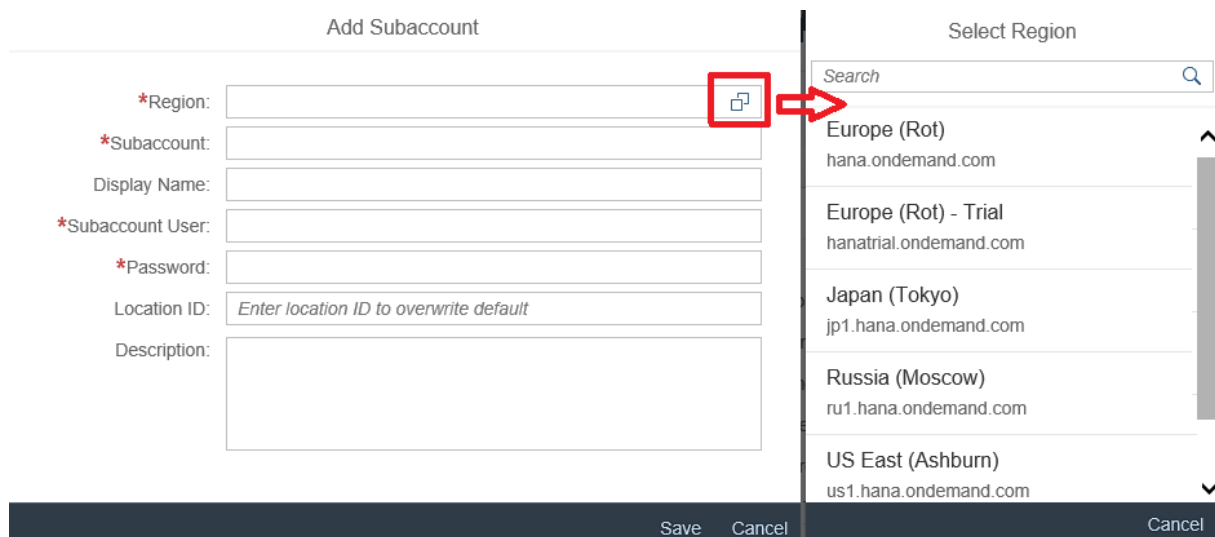 Add Subaccount
*Region:
*Subaccount:
Display Name:
*Subaccount User:
*Password:
Location ID: Enter location ID to overwrite default
Description:
Save Cancel
Select Region
Search
Europe (Rot)
hana.ondemand.com
Europe (Rot) - Trial
hanatrial.ondemand.com
Japan (Tokyo)
jp1.hana.ondemand.com
Russia (Moscow)
ru1.hana.ondemand.com
US East (Ashburn)
us1.hana.ondemand.com
Cancel